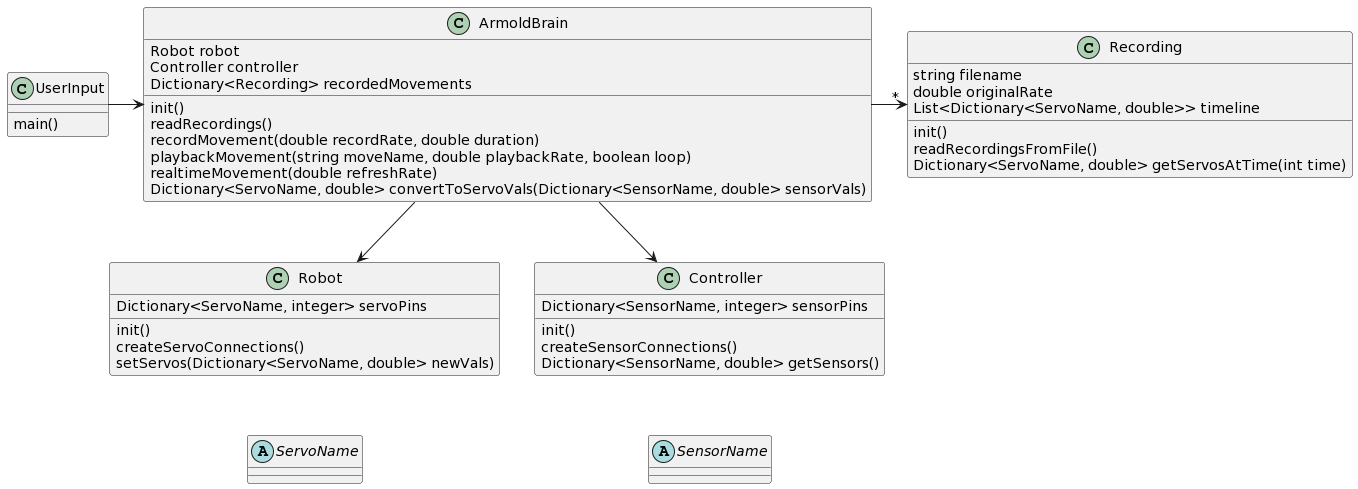 C UserInput
main()
C ArmoldBrain
Robot robot
Controller controller
Dictionary<Recording> recordedMovements
init()
readRecordings()
recordMovement(double recordRate, double duration)
playbackMovement(string moveName, double playbackRate, boolean loop)
realtimeMovement(double refreshRate)
Dictionary<ServoName, double> convertToServoVals(Dictionary<SensorName, double> sensorVals)
*
C Recording
string filename
double originalRate
List<Dictionary<ServoName, double>> timeline
init()
readRecordingsFromFile()
Dictionary<ServoName, double> getServosAtTime(int time)
C Robot
Dictionary<ServoName, integer> servoPins
init()
createServoConnections()
setServos(Dictionary<ServoName, double> newVals)
C Controller
Dictionary<SensorName, integer> sensorPins
init()
createSensorConnections()
Dictionary<SensorName, double> getSensors()
A ServoName
A SensorName